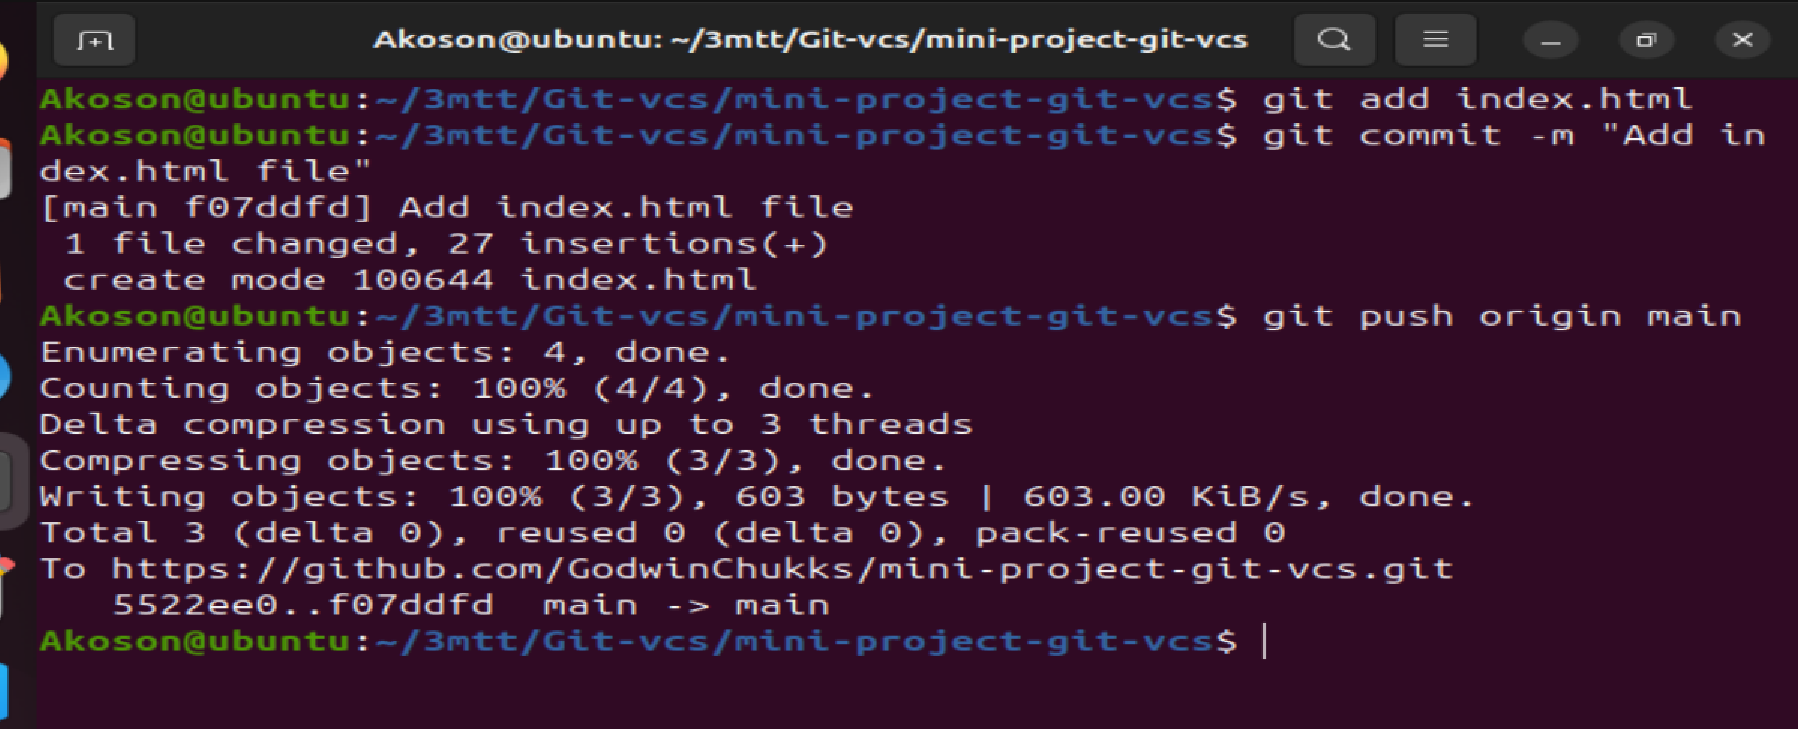 Akoson@ubuntu: ~/3mtt/Git-vcs/mini-project-git-vcs
Akoson@ubuntu:~/3mtt/Git-vcs/mini-project-git-vcs$ git add index.html
Akoson@ubuntu:~/3mtt/Git-vcs/mini-project-git-vcs$ git commit -m "Add in
dex.html file"
[main f07ddfd] Add index.html file
 1 file changed, 27 insertions(+)
 create mode 100644 index.html
Akoson@ubuntu:~/3mtt/Git-vcs/mini-project-git-vcs$ git push origin main
Enumerating objects: 4, done.
Counting objects: 100% (4/4), done.
Delta compression using up to 3 threads
Compressing objects: 100% (3/3), done.
Writing objects: 100% (3/3), 603 bytes | 603.00 KiB/s, done.
Total 3 (delta 0), reused 0 (delta 0), pack-reused 0
To https://github.com/GodwinChukks/mini-project-git-vcs.git
   5522ee0..f07ddfd  main -> main
Akoson@ubuntu:~/3mtt/Git-vcs/mini-project-git-vcs$